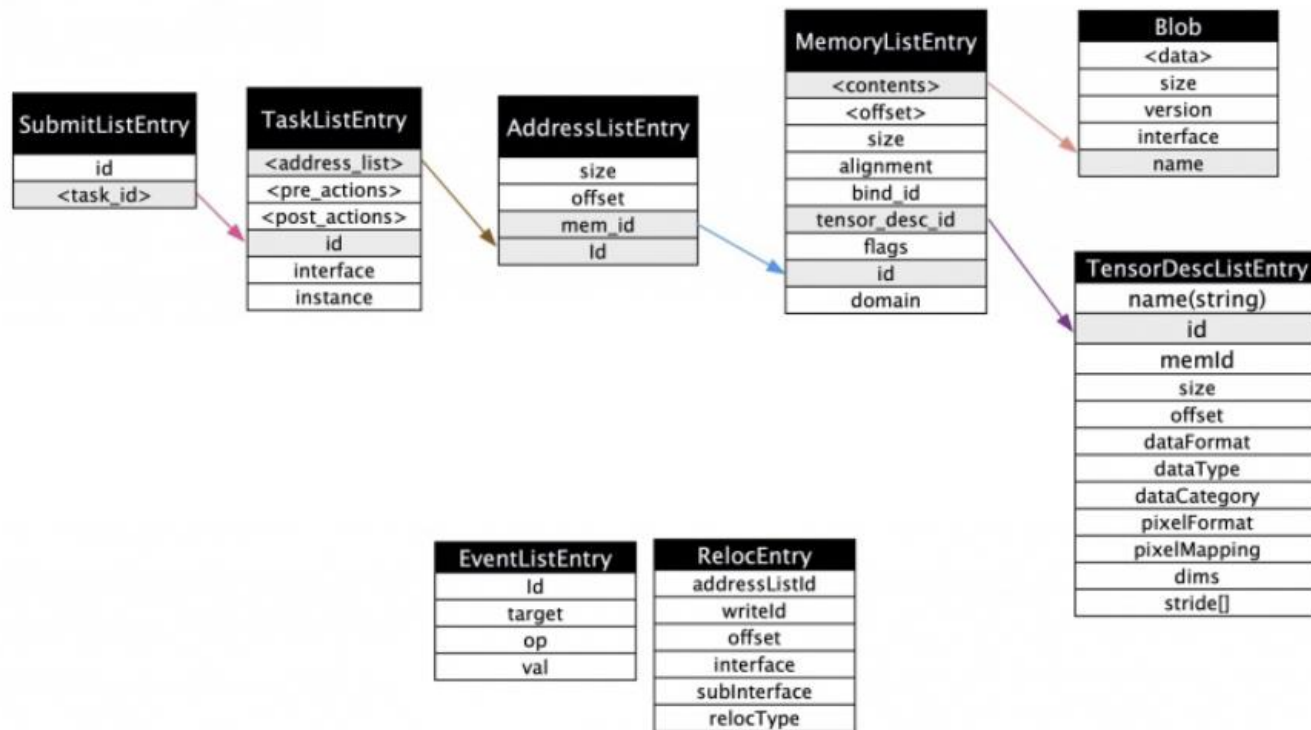 SubmitListEntry
id
<task_id>
TaskListEntry
<address_list>
<pre_actions>
<post_actions>
id
interface
instance
AddressListEntry
size
offset
mem_id
Id
MemoryListEntry
<contents>
<offset>
size
alignment
bind_id
tensor_desc_id
flags
id
domain
Blob
<data>
size
version
interface
name
TensorDescListEntry
name(string)
id
memId
size
offset
dataFormat
dataType
dataCategory
pixelFormat
pixelMapping
dims
stride[]
EventListEntry
Id
target
op
val
RelocEntry
addressListId
writeId
offset
interface
subInterface
relocType